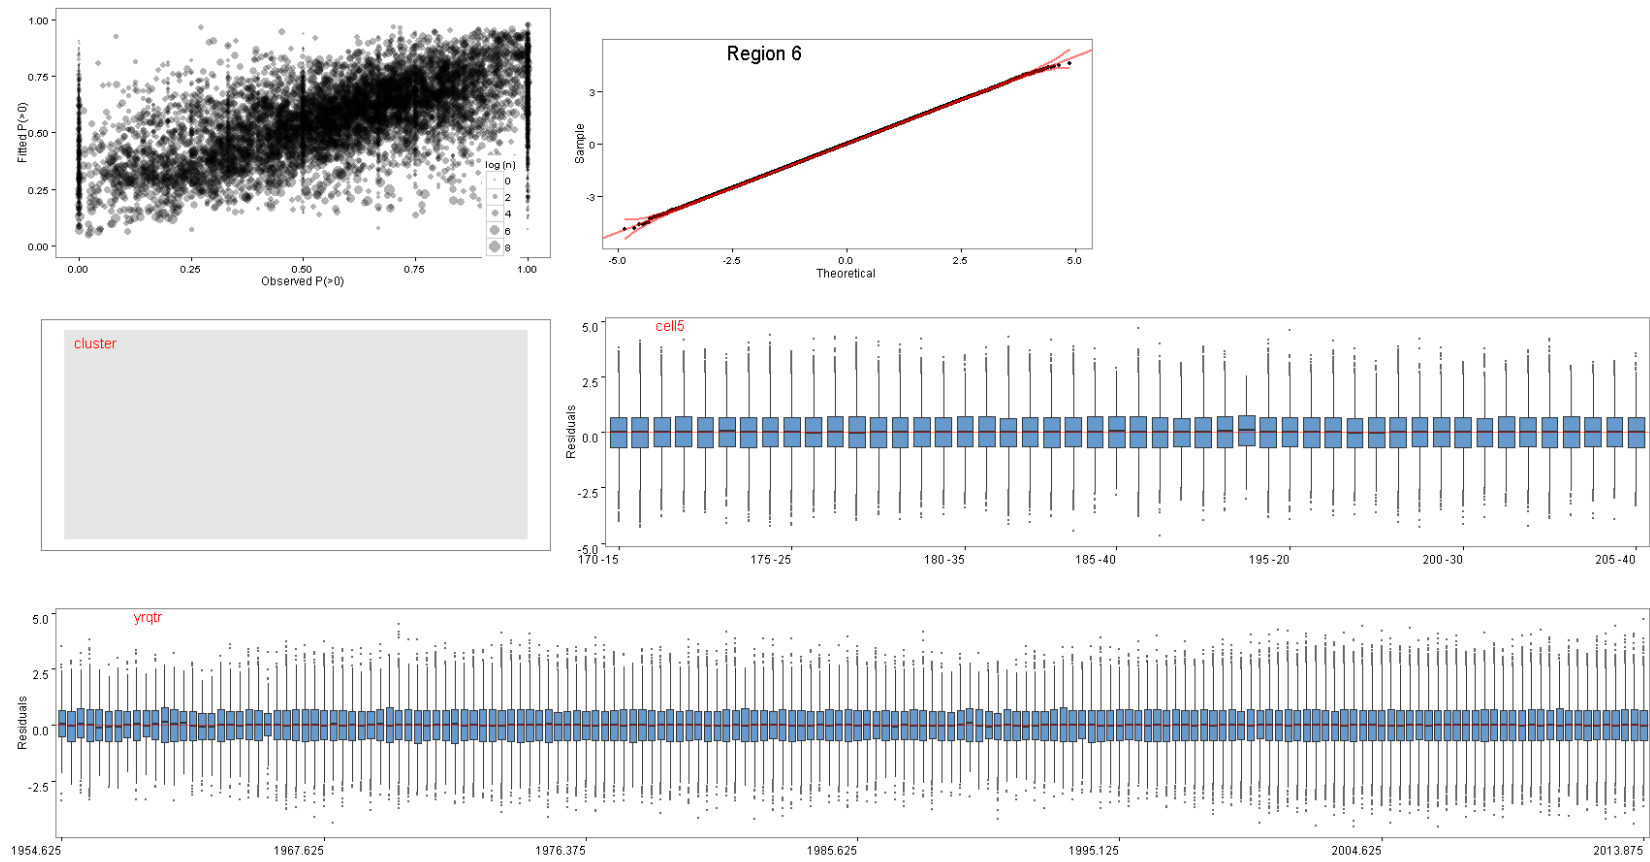 1.00
0.75
0.50
0.25
0.00
Fitted P(>0)
0.00 0.25 0.50 0.75 1.00
Observed P(>0)
log (n)
0
2
4
6
8
Region 6
3
0
-3
Sample
-5.0 -2.5 0.0 2.5 5.0
Theoretical
cluster
cell5
5.0
2.5
0.0
-2.5
-5.0
Residuals
170 -15 175 -25 180 -35 185 -40 195 -20 200 -30 205 -40
yrqtr
5.0
2.5
0.0
-2.5
Residuals
1954.625 1967.625 1976.375 1985.625 1995.125 2004.625 2013.875